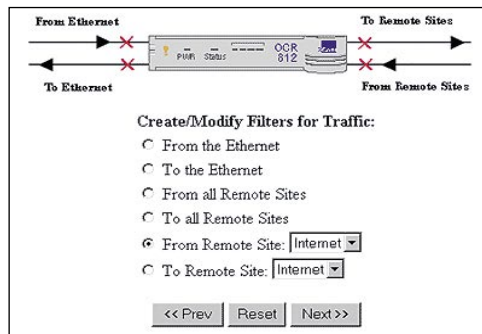 From Ethernet
To Remote Sites
PWR Status
OCR
812
To Ethernet
From Remote Sites
Create/Modify Filters for Traffic:
From the Ethernet
To the Ethernet
From all Remote Sites
To all Remote Sites
From Remote Site: Internet
To Remote Site: Internet
<< Prev Reset Next >>